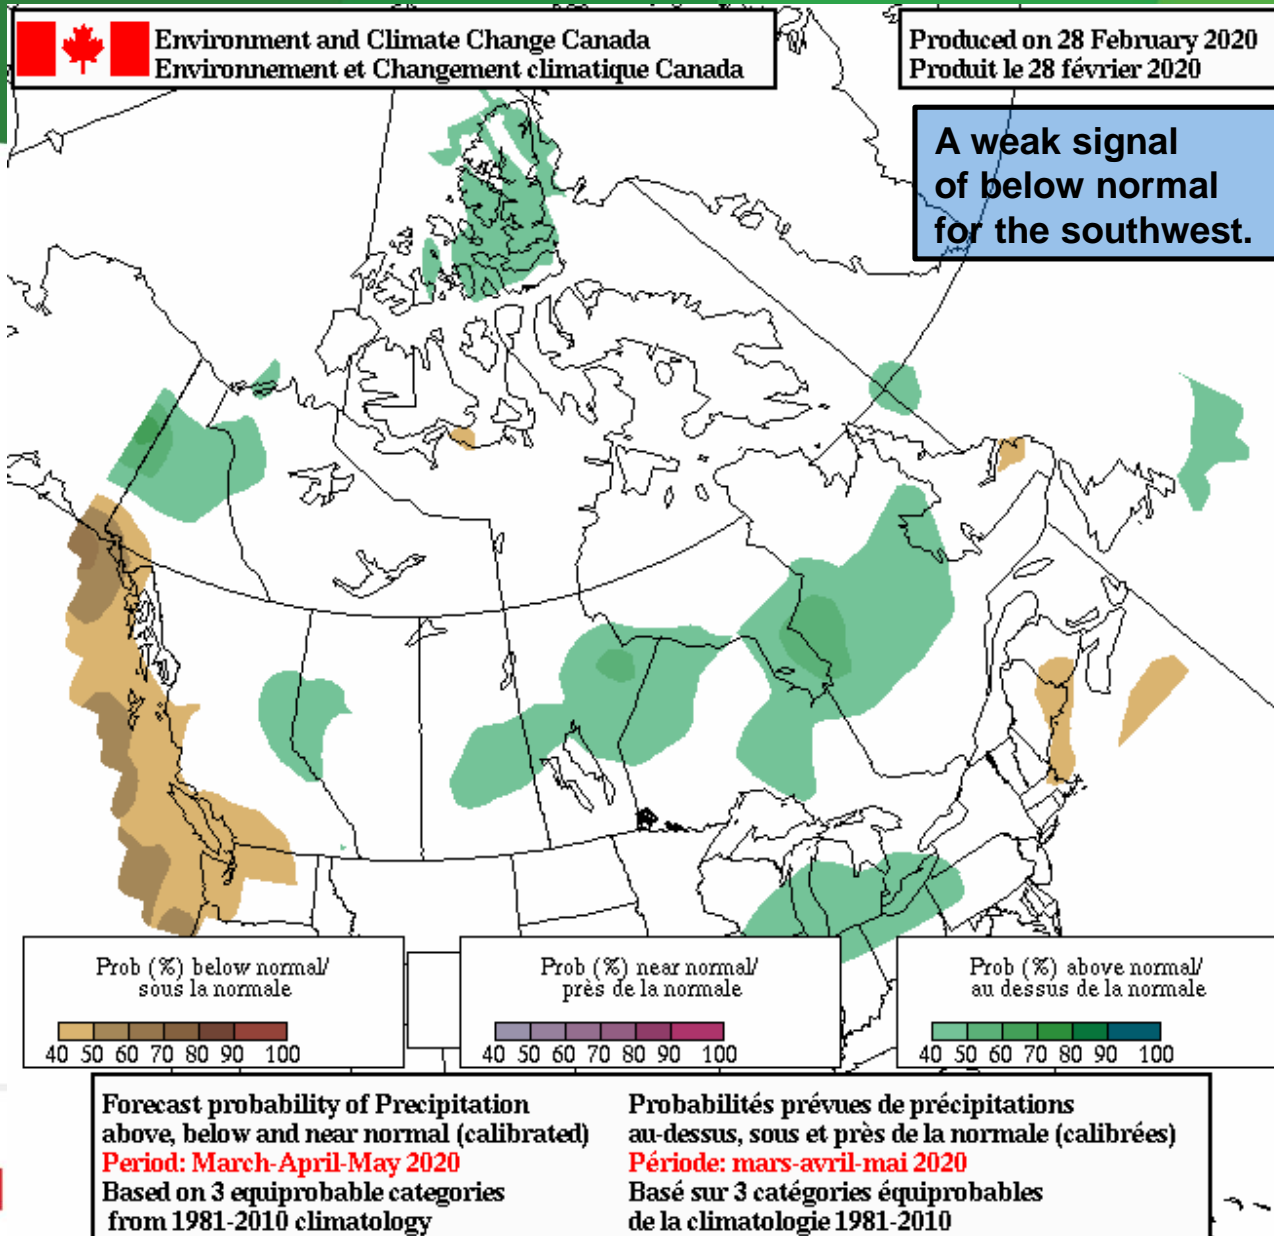 Environment and Climate Change Canada
Environnement et Changement climatique Canada
Produced on 28 February 2020
Produit le 28 février 2020
A weak signal
of below normal
for the southwest.
Prob (%) below normal/
sous la normale
40 50 60 70 80 90 100
Prob (%) near normal/
près de la normale
40 50 60 70 80 90 100
Prob (%) above normal/
au dessus de la normale
40 50 60 70 80 90 100
Forecast probability of Precipitation
above, below and near normal (calibrated)
Period: March-April-May 2020
Based on 3 equiprobable categories
from 1981-2010 climatology
Probabilités prévues de précipitations
au-dessus, sous et près de la normale (calibrées)
Période: mars-avril-mai 2020
Basé sur 3 catégories équiprobables
de la climatologie 1981-2010